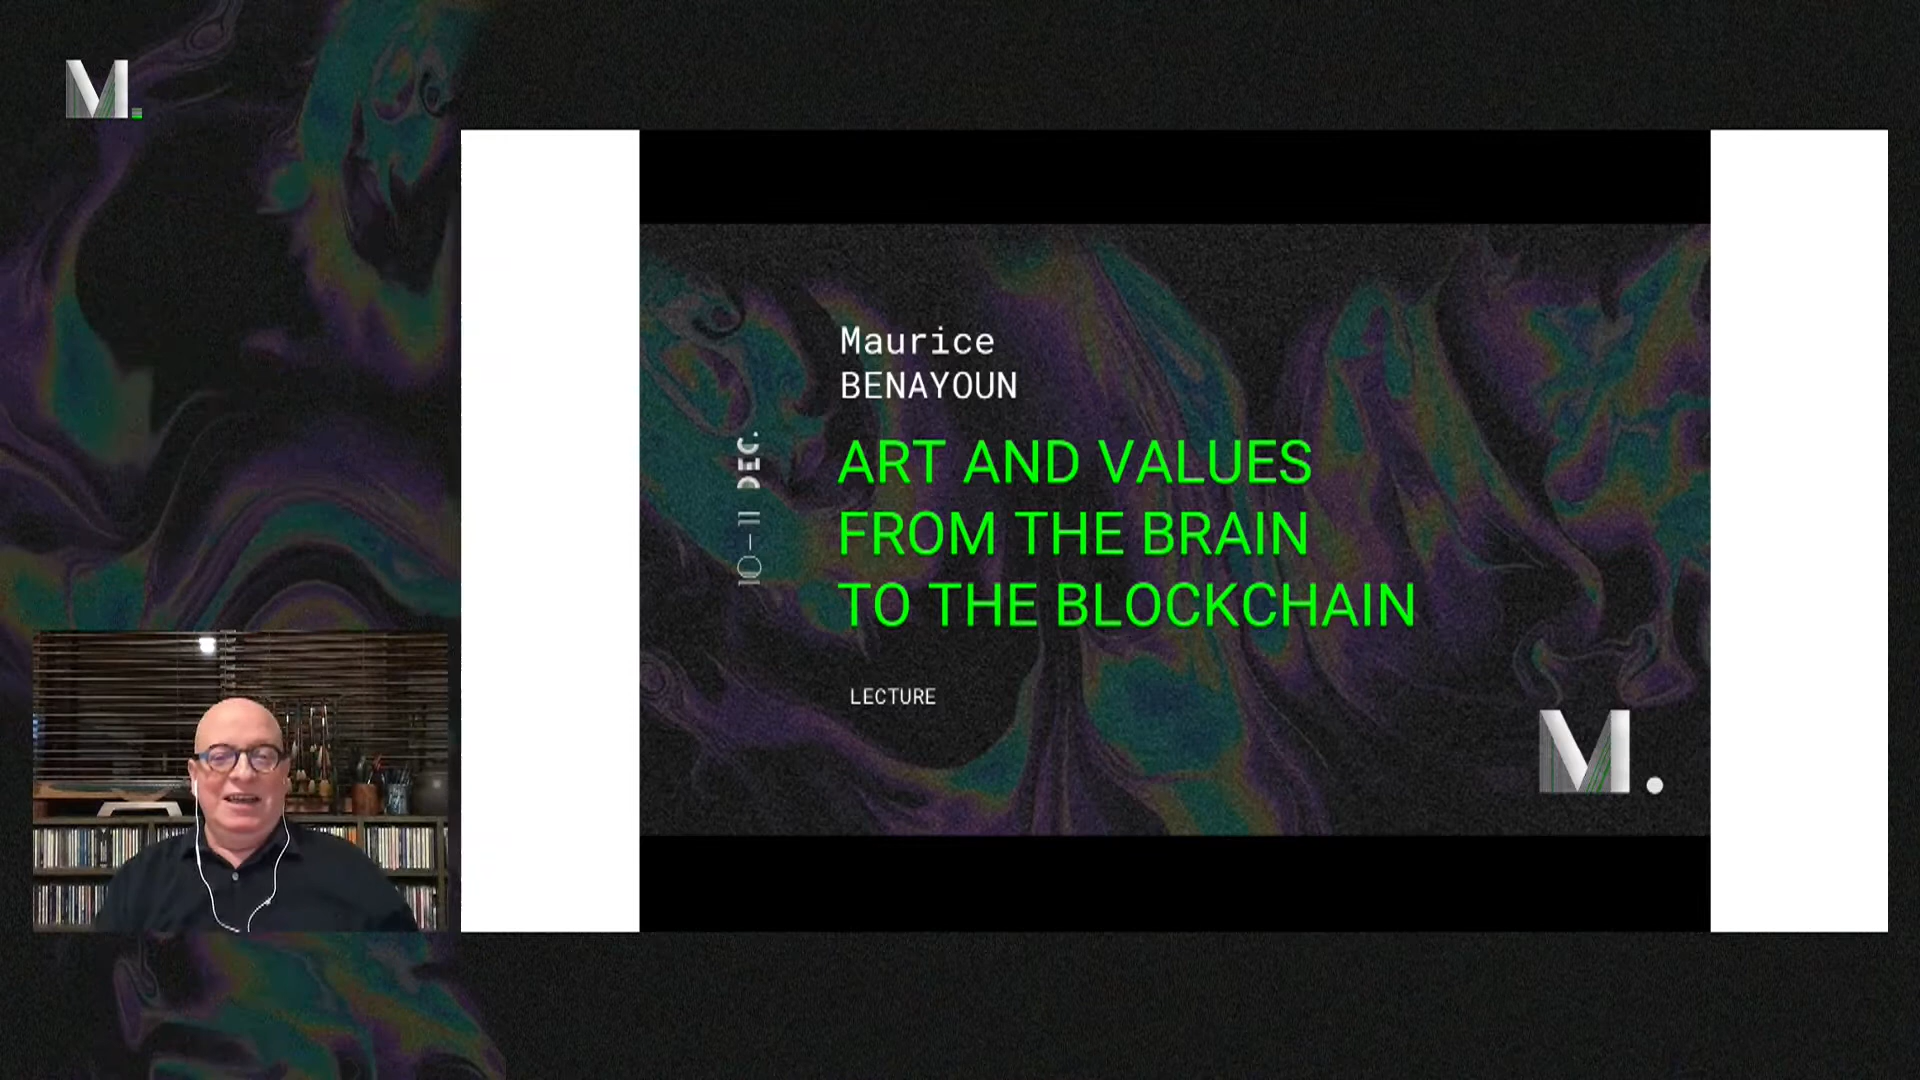 M.
Maurice
BENAYOUN
10–11 DEC.
ART AND VALUES
FROM THE BRAIN
TO THE BLOCKCHAIN
LECTURE
M.